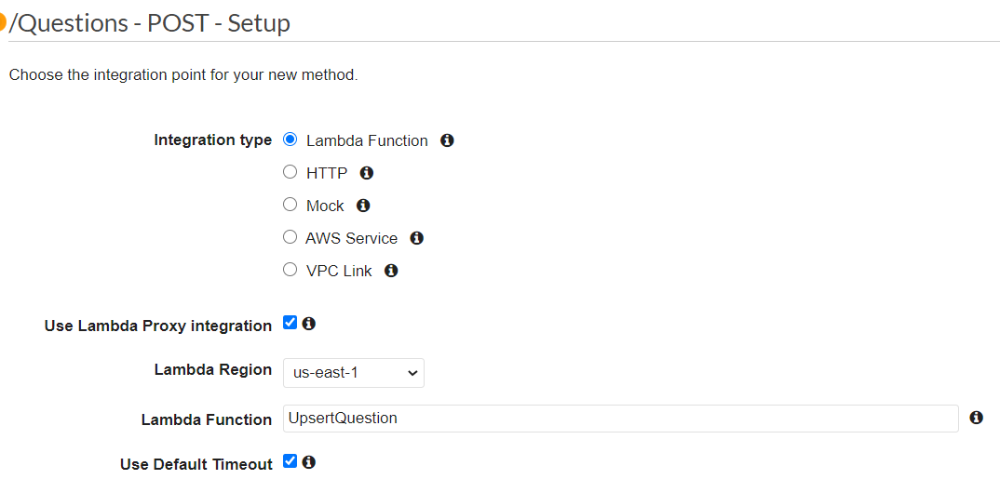 /Questions - POST - Setup
Choose the integration point for your new method.
Integration type Lambda Function
HTTP
Mock
AWS Service
VPC Link
Use Lambda Proxy integration
Lambda Region us-east-1
Lambda Function UpsertQuestion
Use Default Timeout